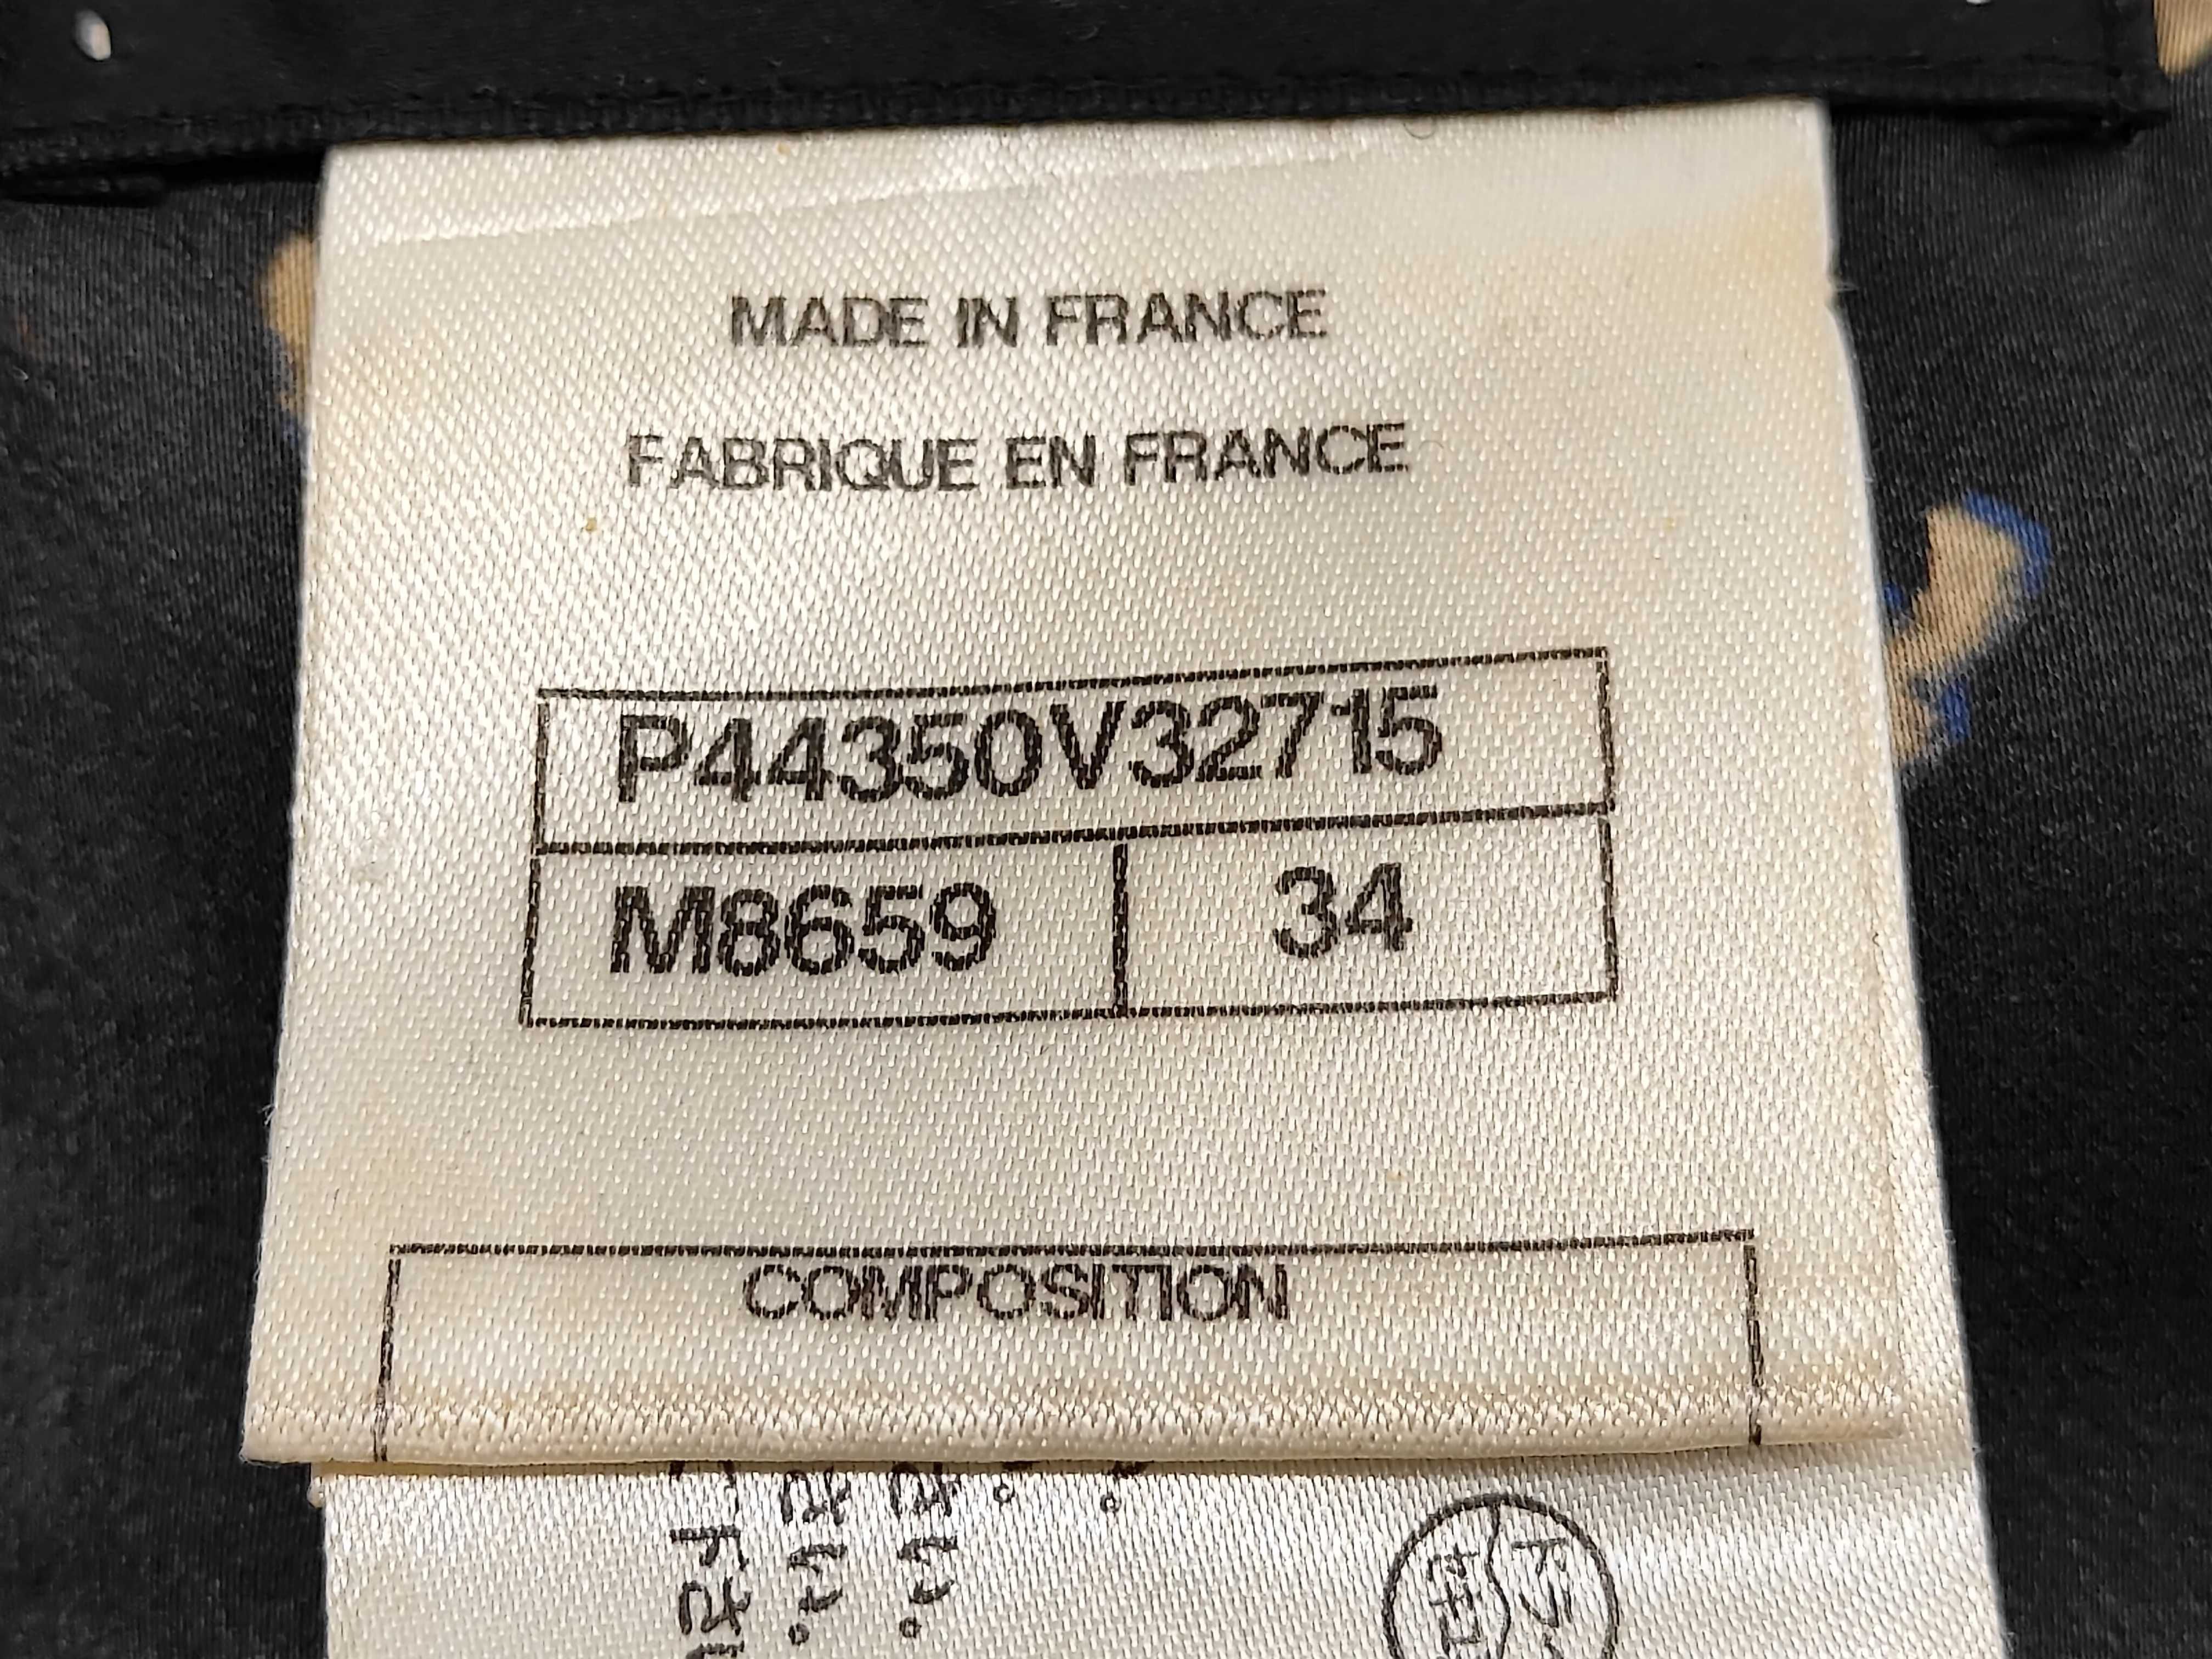 MADE IN FRANCE
FABRIQUE EN FRANCE
P44350V32715
M8659
34
COMPOSITION